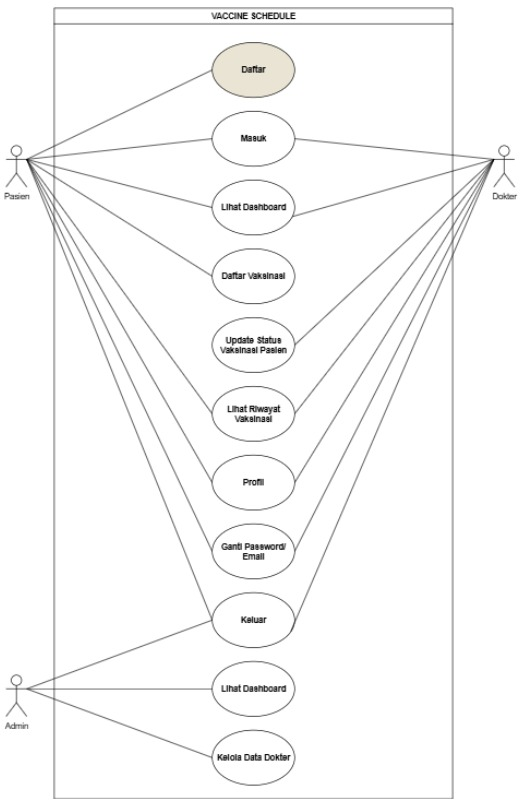 VACCINE SCHEDULE
Daftar
Masuk
Pasien
Dokter
Lihat Dashboard
Daftar Vaksinasi
Update Status
Vaksinasi Pasien
Lihat Riwayat
Vaksinasi
Profil
Ganti Password/
Email
Keluar
Lihat Dashboard
Admin
Kelola Data Dokter